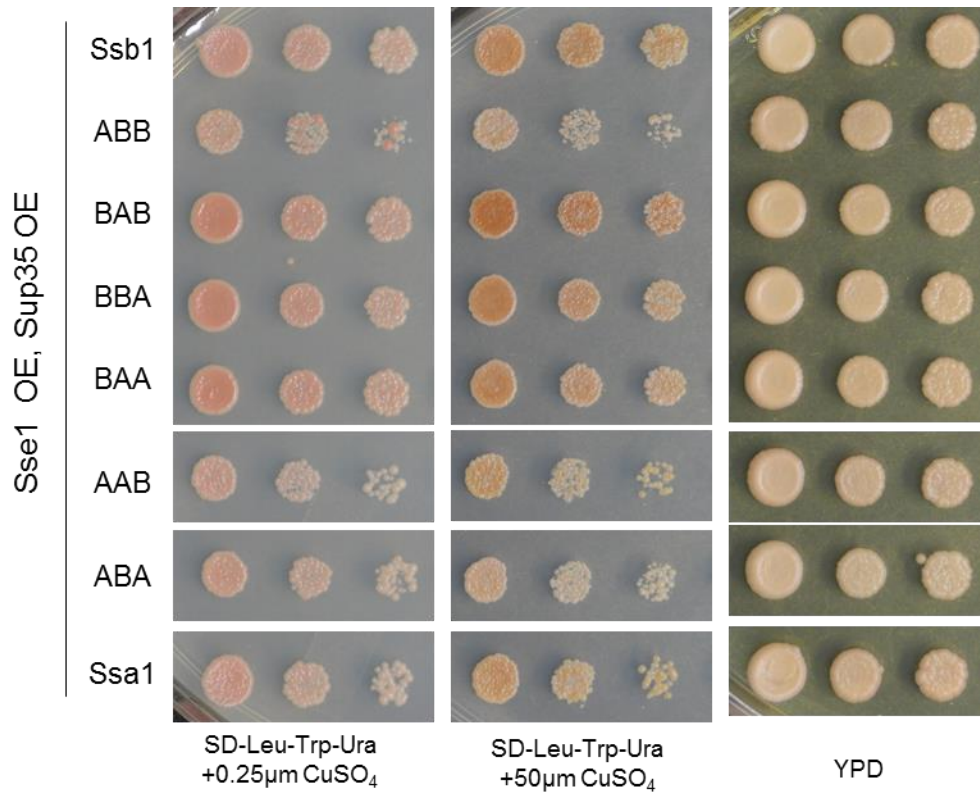 Sse1 OE, Sup35 OE
Ssb1
ABB
BAB
BBA
BAA
AAB
ABA
Ssa1
SD-Leu-Trp-Ura
+0.25µm CuSO₄
SD-Leu-Trp-Ura
+50µm CuSO₄
YPD